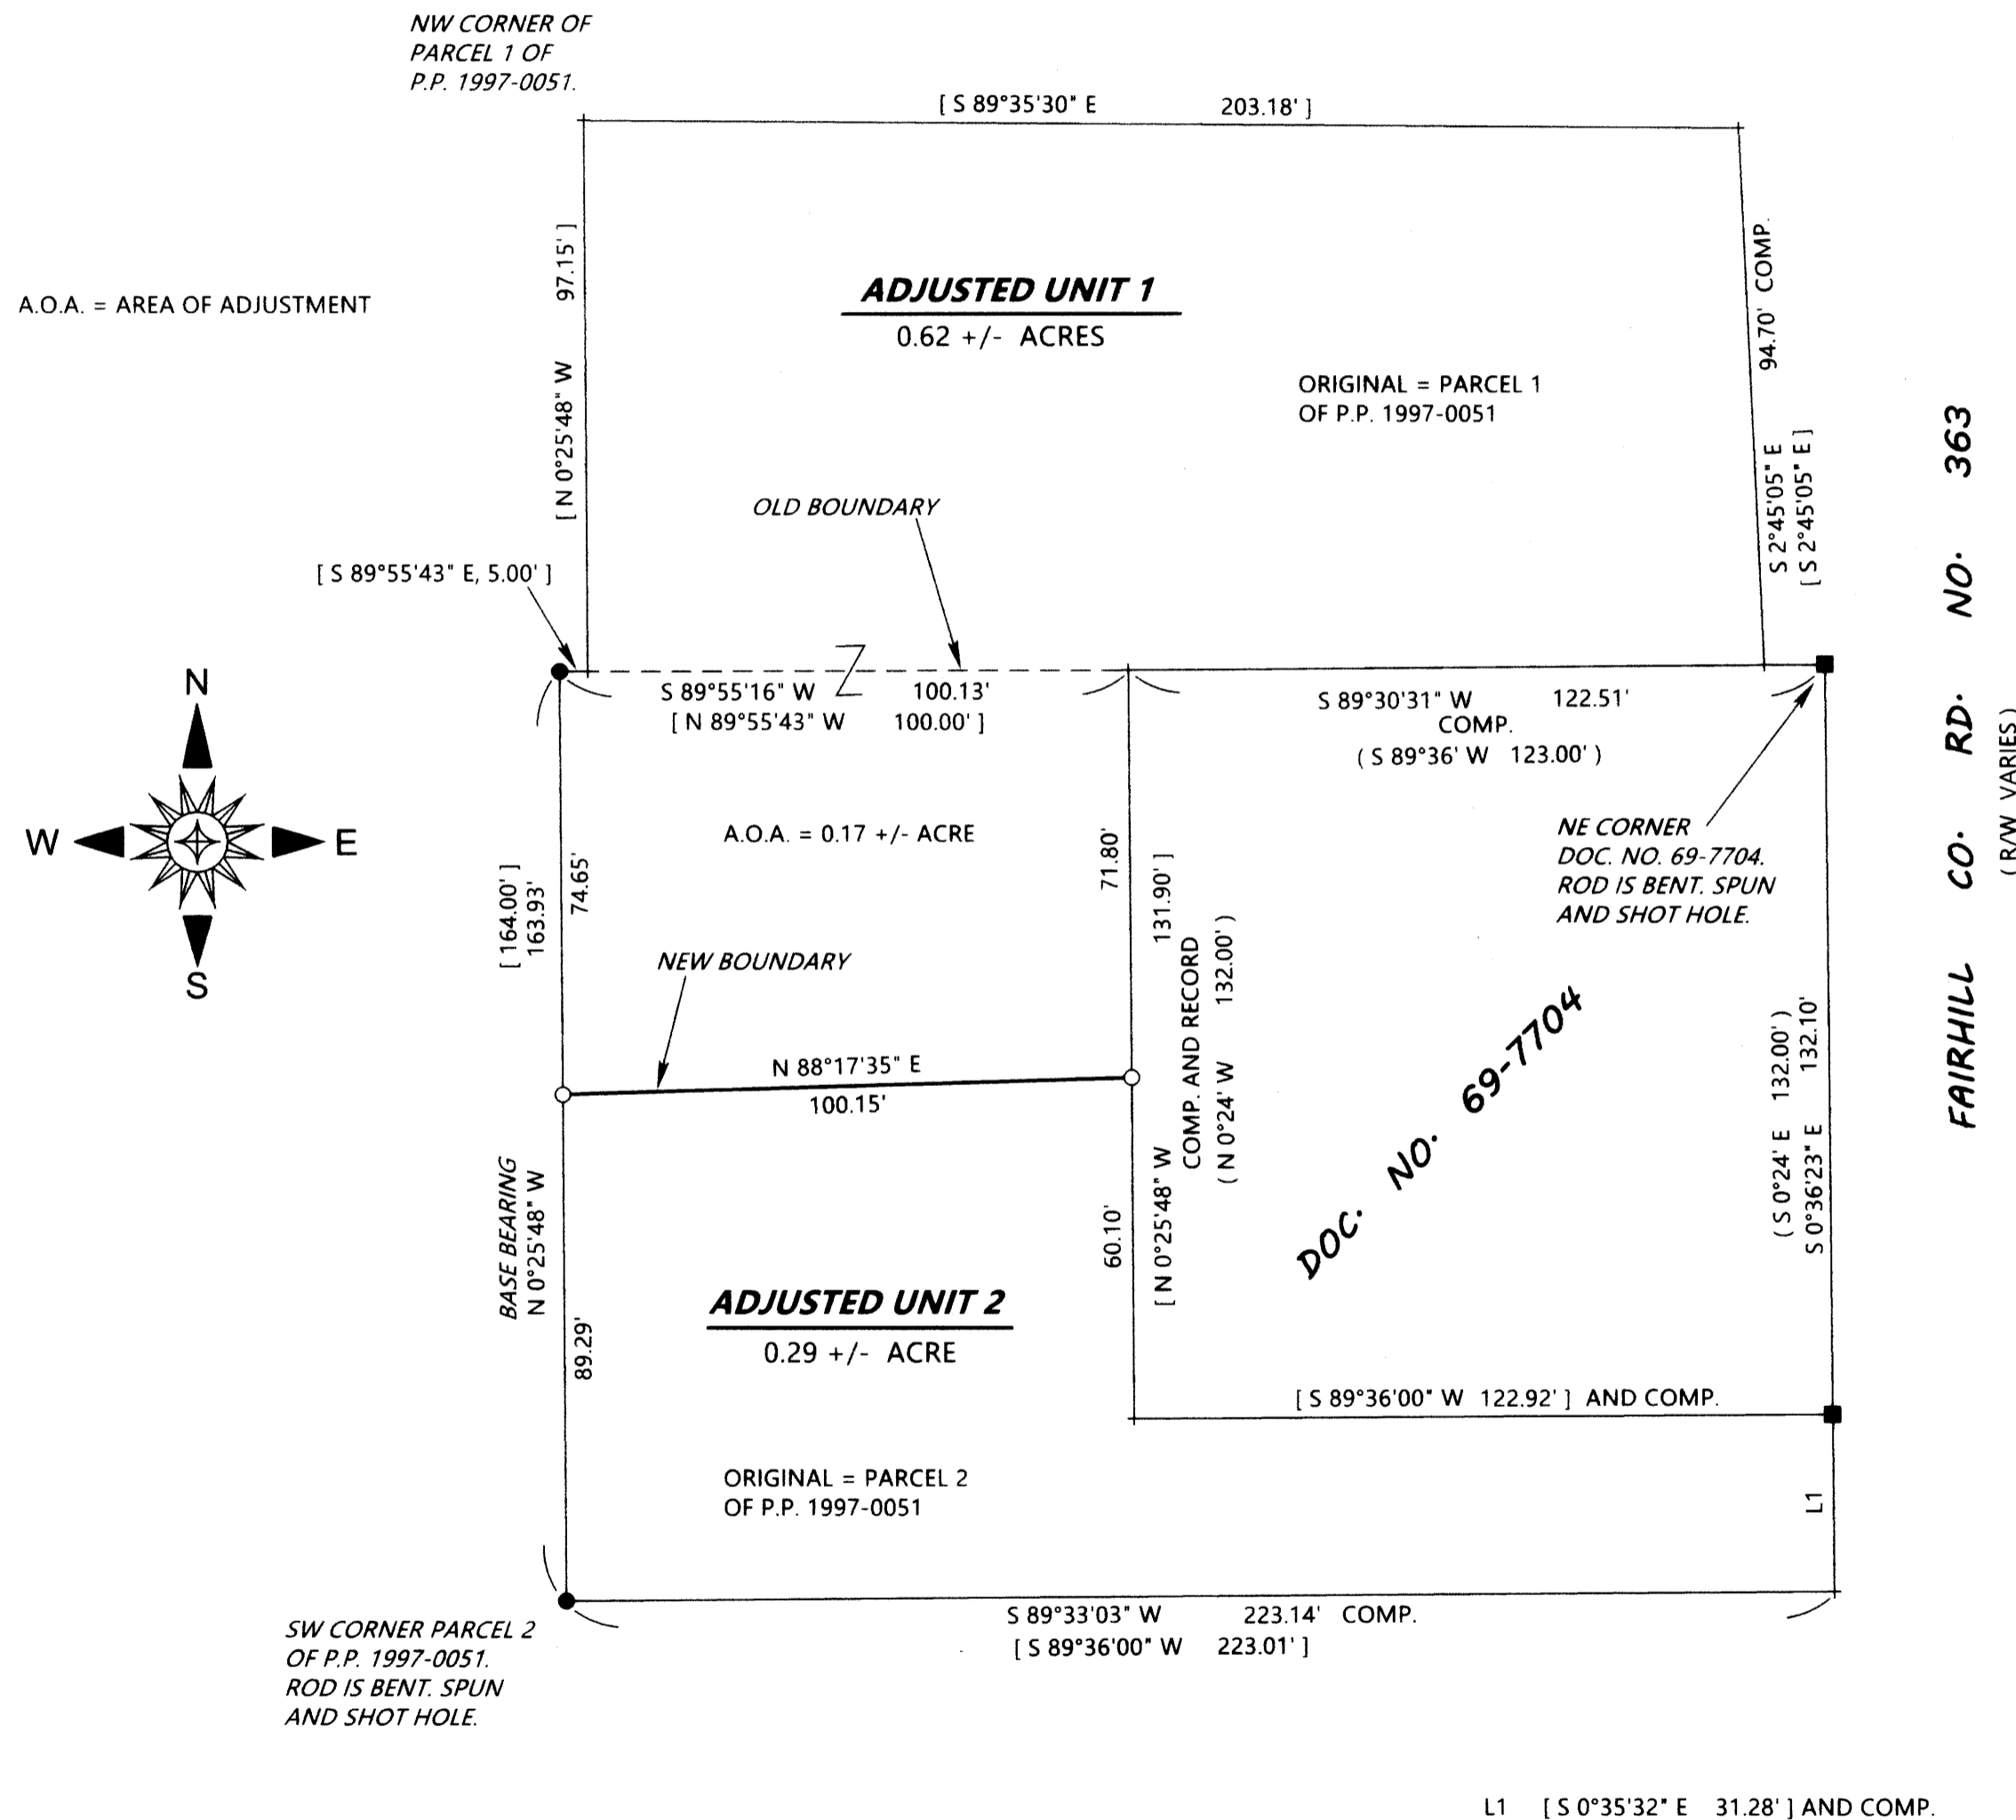 NW CORNER OF
PARCEL 1 OF
P.P. 1997-0051.
[ S 89°35'30" E 203.18' ]
[ N 0°25'48" W 97.15' ]
A.O.A. = AREA OF ADJUSTMENT
ADJUSTED UNIT 1
0.62 +/- ACRES
ORIGINAL = PARCEL 1
OF P.P. 1997-0051
94.70' COMP.
S 2°45'05" E
[ S 2°45'05" E ]
OLD BOUNDARY
[ S 89°55'43" E, 5.00' ]
S 89°55'16" W 100.13'
[ N 89°55'43" W 100.00' ]
S 89°30'31" W 122.51'
COMP.
( S 89°36' W 123.00' )
FAIRHILL CO. RD. NO. 363
( R/W VARIES )
N
W
E
S
A.O.A. = 0.17 +/- ACRE
NE CORNER
DOC. NO. 69-7704.
ROD IS BENT. SPUN
AND SHOT HOLE.
[ 164.00' ]
163.93'
74.65'
71.80'
[ N 0°25'48" W 131.90' ]
COMP. AND RECORD
( N 0°24' W 132.00' )
NEW BOUNDARY
N 88°17'35" E
100.15'
DOC. NO. 69-7704
( S 0°24' E 132.00' )
S 0°36'23" E 132.10'
BASE BEARING
N 0°25'48" W
89.29'
60.10'
ADJUSTED UNIT 2
0.29 +/- ACRE
[ S 89°36'00" W 122.92' ] AND COMP.
ORIGINAL = PARCEL 2
OF P.P. 1997-0051
L1
S 89°33'03" W 223.14' COMP.
[ S 89°36'00" W 223.01' ]
SW CORNER PARCEL 2
OF P.P. 1997-0051.
ROD IS BENT. SPUN
AND SHOT HOLE.
L1 [ S 0°35'32" E 31.28' ] AND COMP.